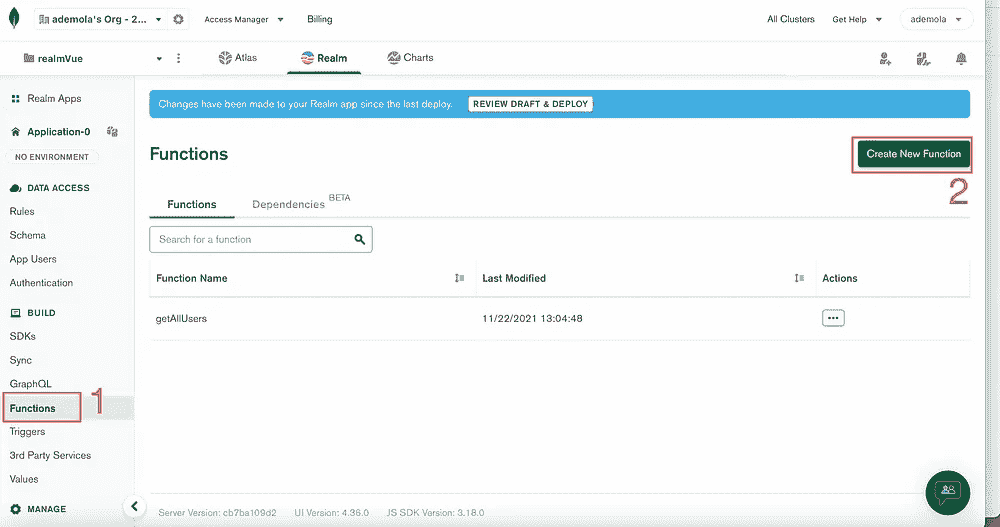 ademola's Org - 2... Access Manager Billing All Clusters Get Help ademola
realmVue Atlas Realm Charts
Realm Apps
Application-0
NO ENVIRONMENT
DATA ACCESS
Rules
Schema
App Users
Authentication
BUILD
SDKs
Sync
GraphQL
Functions 1
Triggers
3rd Party Services
Values
MANAGE
Changes have been made to your Realm app since the last deploy. REVIEW DRAFT & DEPLOY
Functions Create New Function
2
Functions Dependencies BETA
Search for a function
Function Name Last Modified Actions
getAllUsers 11/22/2021 13:04:48
Server Version: cb7ba109d2 UI Version: 4.36.0 JS SDK Version: 3.18.0